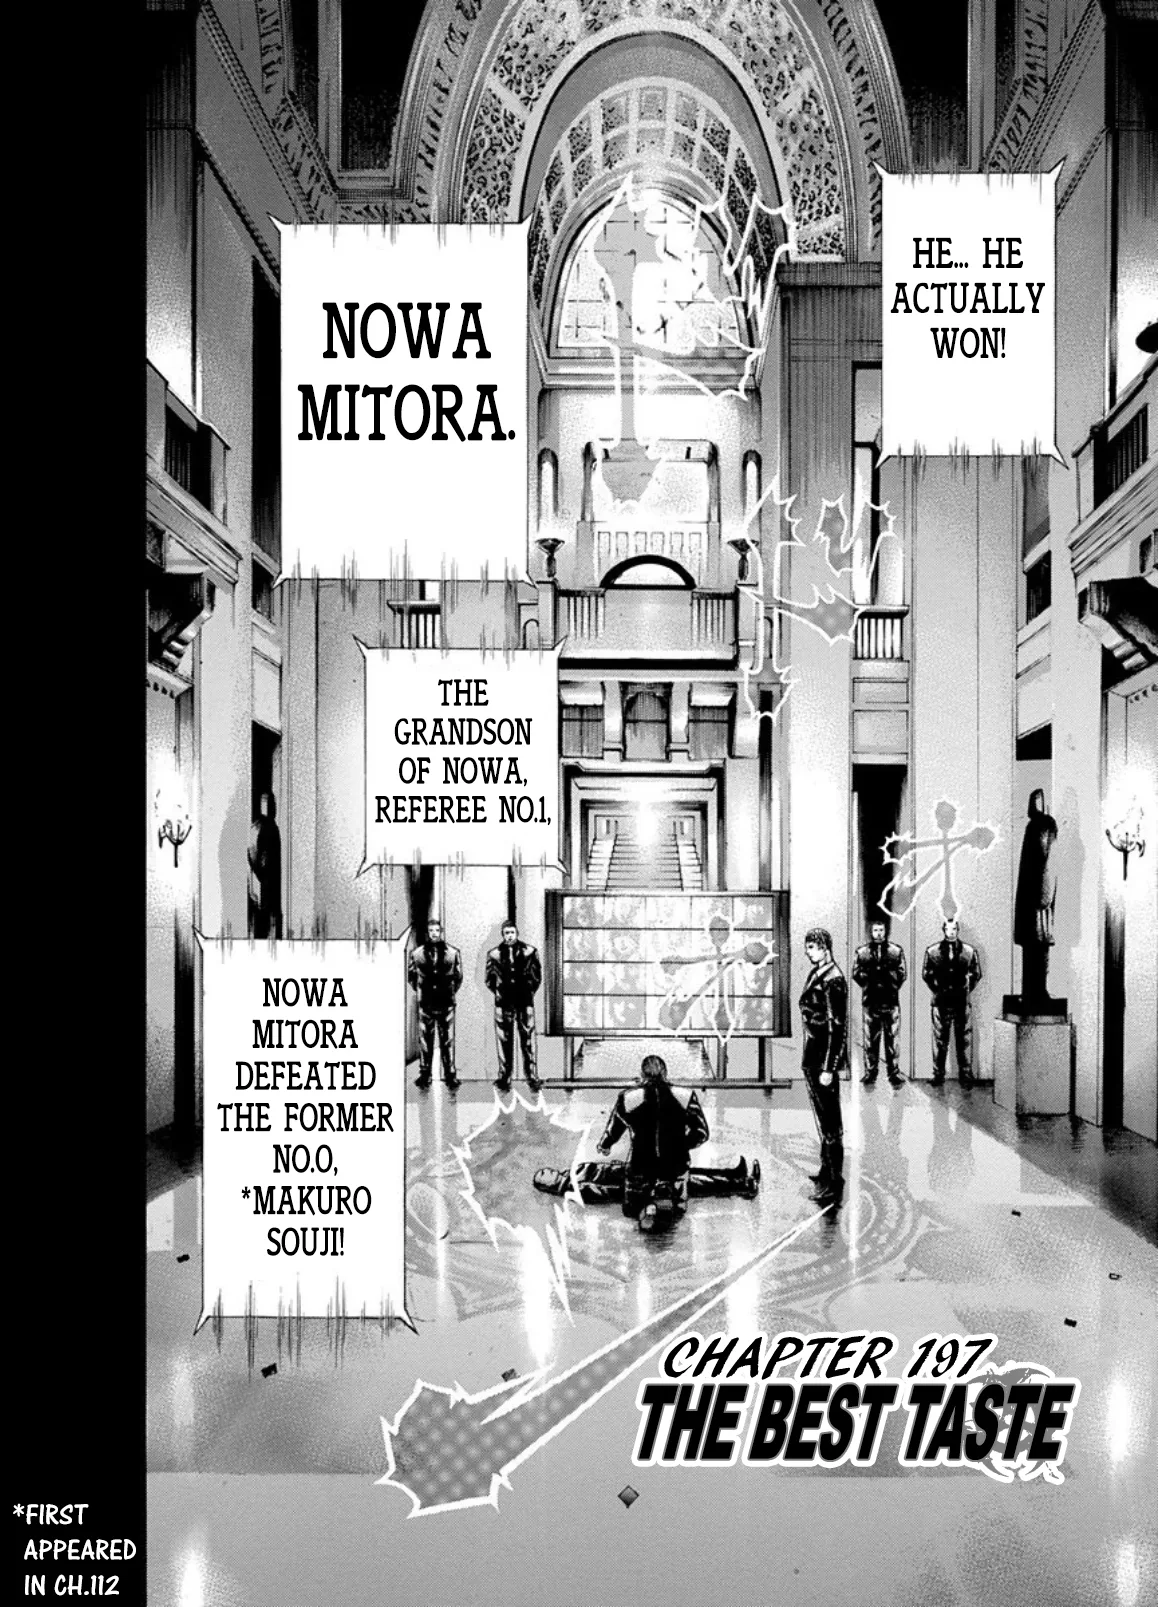 HE... HE
ACTUALLY
WON!
NOWA
MITORA.
THE
GRANDSON
OF NOWA,
REFEREE NO.1,
NOWA
MITORA
DEFEATED
THE FORMER
NO.0,
*MAKURO
SOUJI!
CHAPTER 197
THE BEST TASTE
*FIRST
APPEARED
IN CH.112